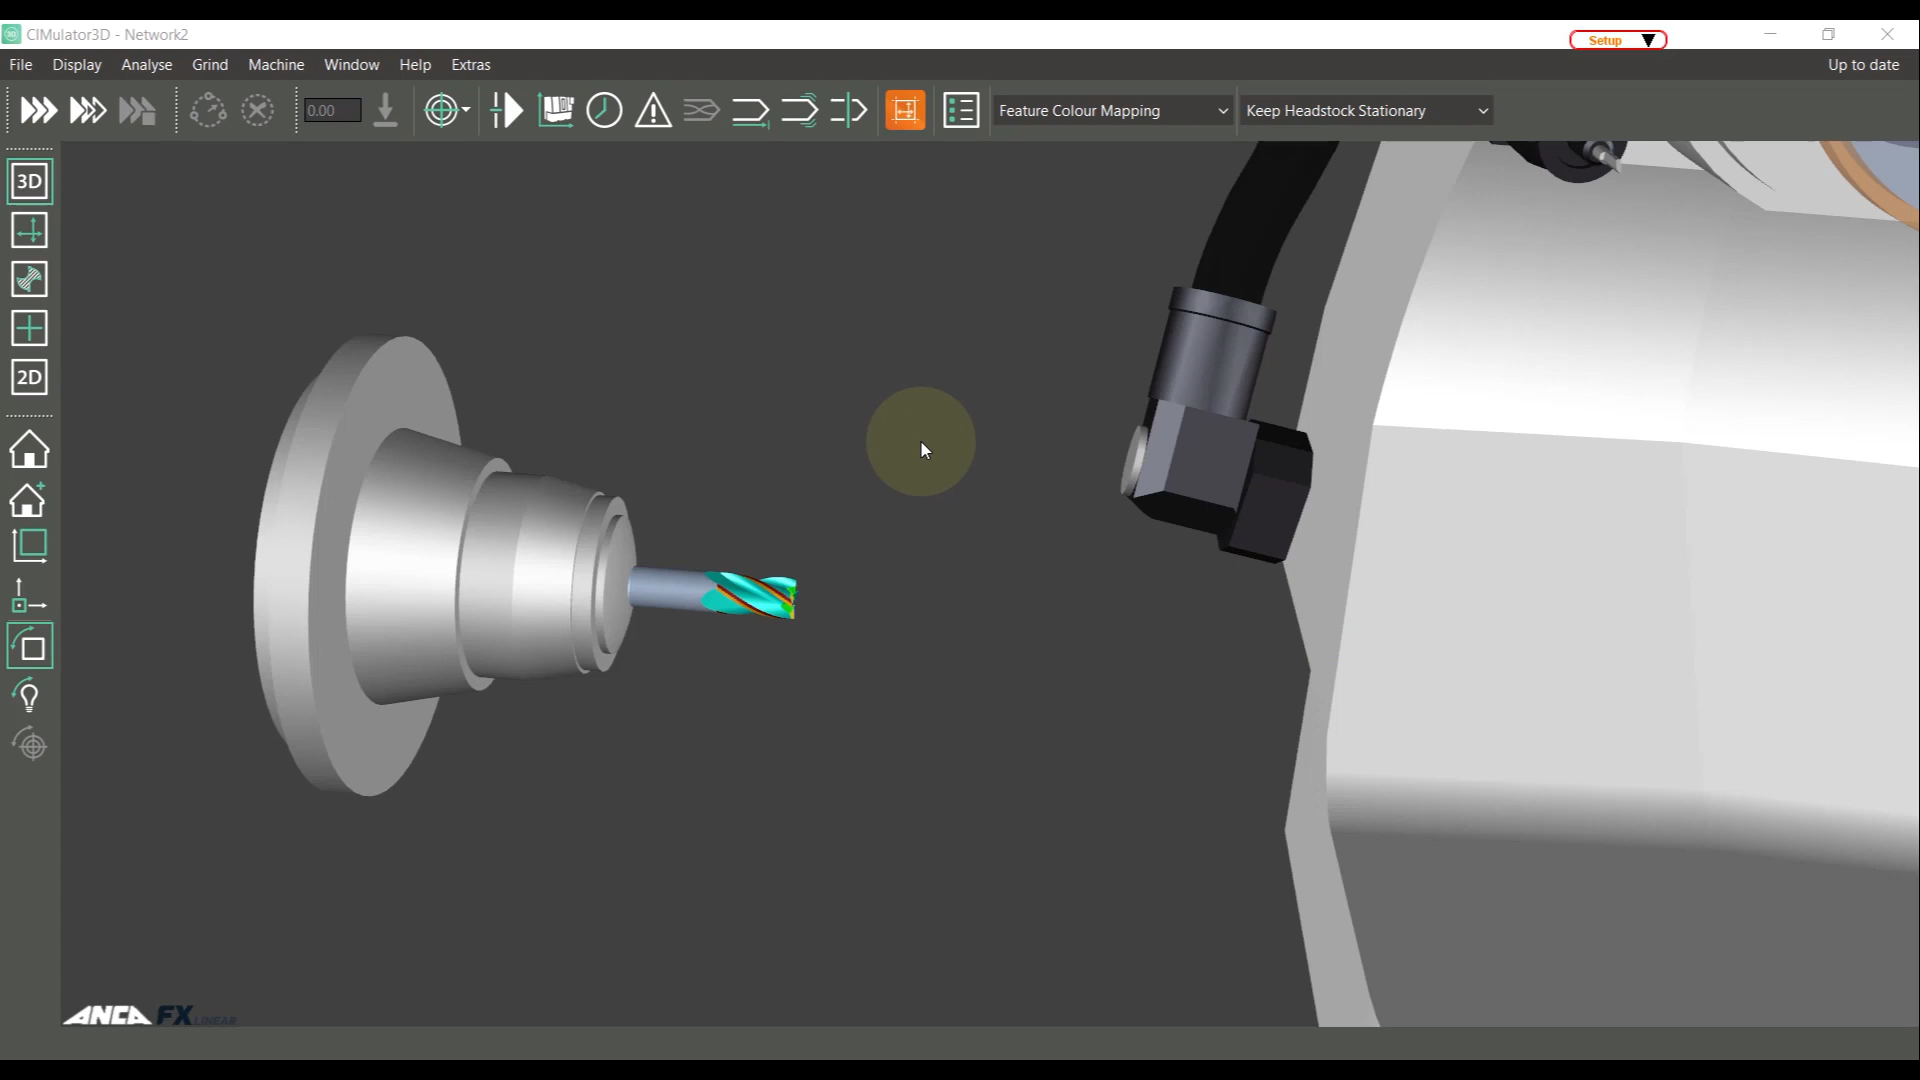 CIMulator3D - Network2
Setup
File Display Analyse Grind Machine Window Help Extras
Up to date
0.00
Feature Colour Mapping
Keep Headstock Stationary
3D
2D
ANCA FX LINEAR